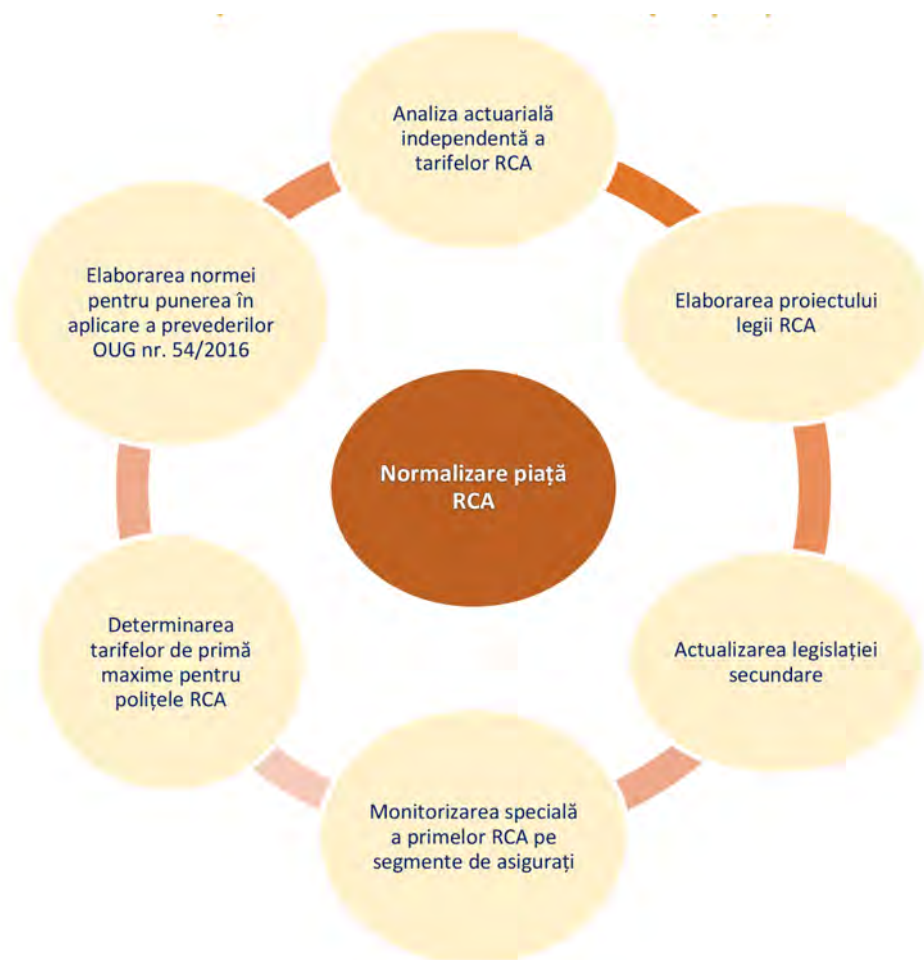 Analiza actuarială
independentă a
tarifelor RCA
Elaborarea proiectului
legii RCA
Actualizarea legislației
secundare
Monitorizarea specială
a primelor RCA pe
segmente de asigurați
Determinarea
tarifelor de primă
maxime pentru
polițele RCA
Elaborarea normei
pentru punerea în
aplicare a prevederilor
OUG nr. 54/2016
Normalizare piață
RCA